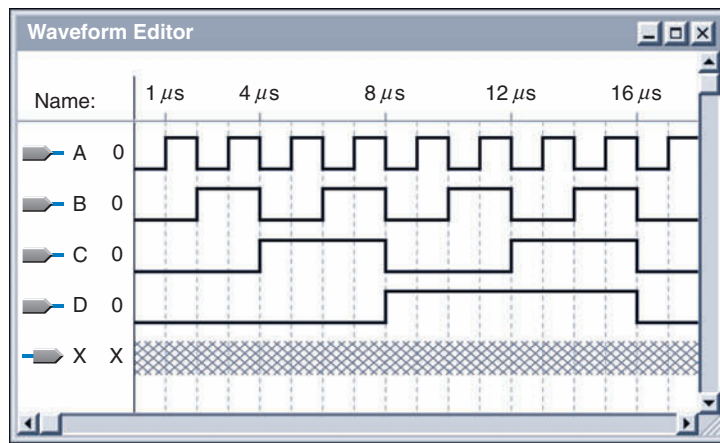 Waveform Editor
Name: 1 μs 4 μs 8 μs 12 μs 16 μs
A 0
B 0
C 0
D 0
X X